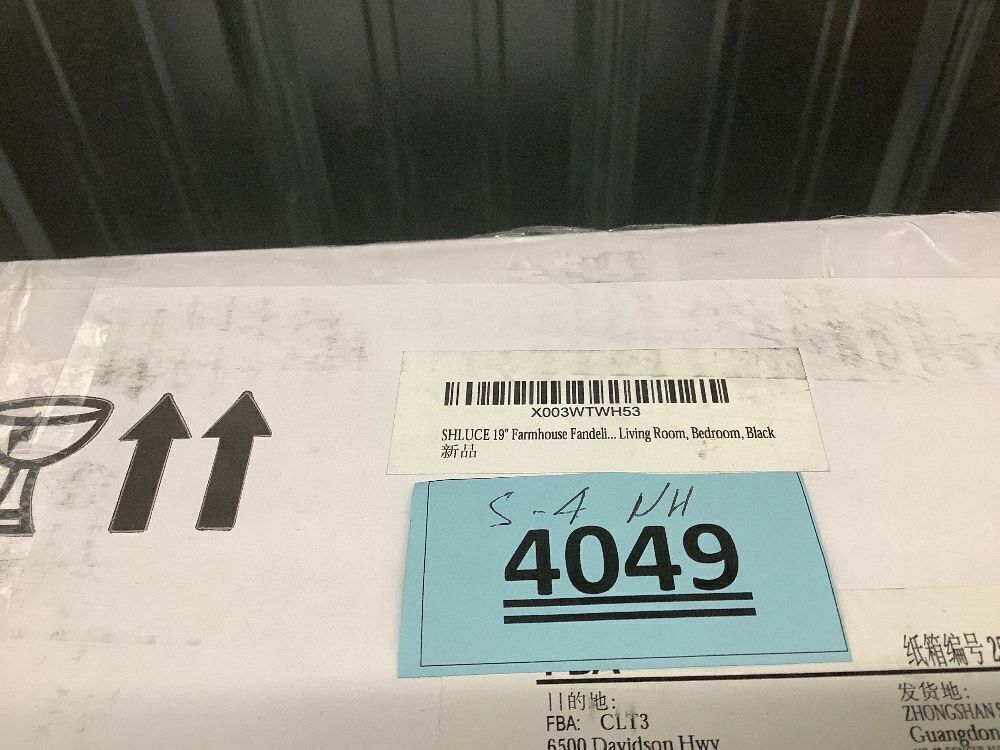 X003WTWH53
SHLUCE 19" Farmhouse Fandeli... Living Room, Bedroom, Black
新品
S-4 NH
4049
纸箱编号
目的地:
发货地:
FBA: CLT3
ZHONGSHAN
6500 Davidson Hwy
Guangdon